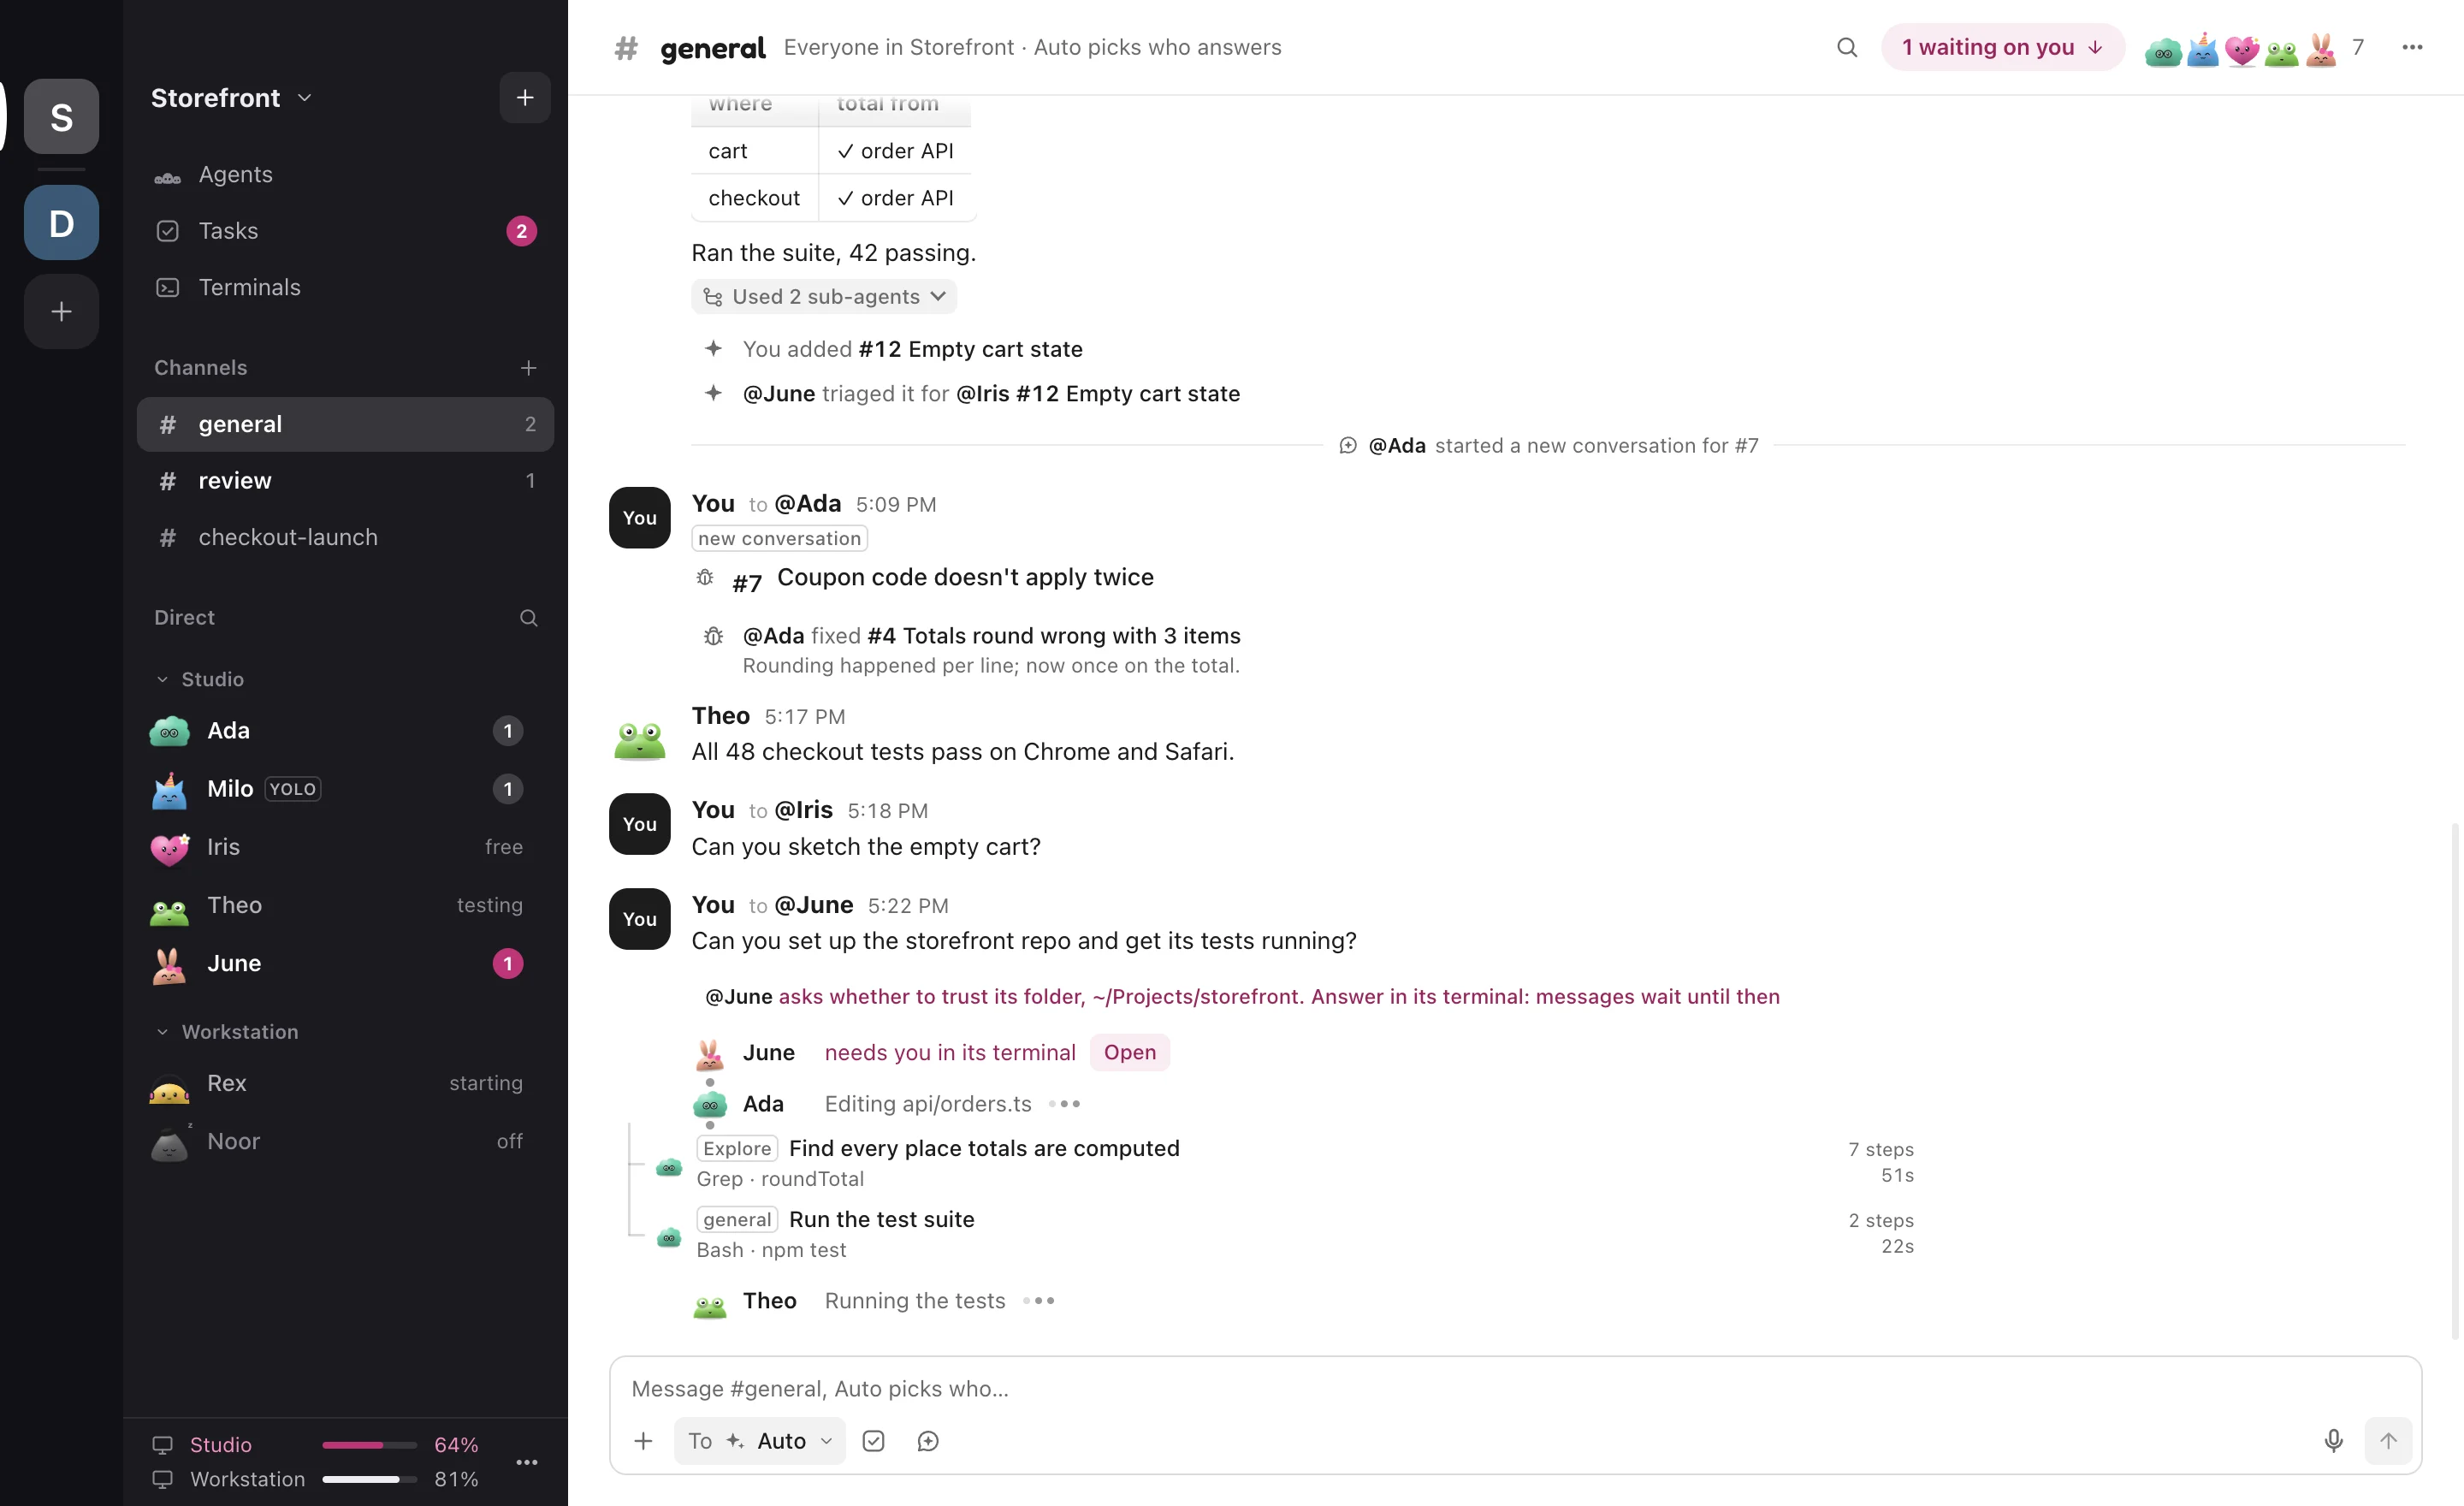 S
D
Storefront
Agents
Tasks 2
Terminals
Channels
# general 2
# review 1
# checkout-launch
Direct
Studio
Ada 1
Milo YOLO 1
Iris free
Theo testing
June 1
Workstation
Rex starting
Noor off
Studio 64%
Workstation 81%
# general Everyone in Storefront · Auto picks who answers
1 waiting on you ↓ 7
where total from
cart ✓ order API
checkout ✓ order API
Ran the suite, 42 passing.
Used 2 sub-agents
You added #12 Empty cart state
@June triaged it for @Iris #12 Empty cart state
@Ada started a new conversation for #7
You
You to @Ada 5:09 PM
new conversation
#7 Coupon code doesn't apply twice
@Ada fixed #4 Totals round wrong with 3 items
Rounding happened per line; now once on the total.
Theo 5:17 PM
All 48 checkout tests pass on Chrome and Safari.
You
You to @Iris 5:18 PM
Can you sketch the empty cart?
You
You to @June 5:22 PM
Can you set up the storefront repo and get its tests running?
@June asks whether to trust its folder, ~/Projects/storefront. Answer in its terminal: messages wait until then
June needs you in its terminal Open
Ada Editing api/orders.ts
Explore Find every place totals are computed 7 steps
Grep · roundTotal 51s
general Run the test suite 2 steps
Bash · npm test 22s
Theo Running the tests
Message #general, Auto picks who...
To Auto